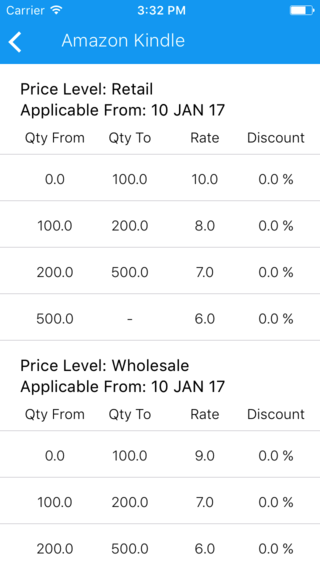 Carrier 3:32 PM
Amazon Kindle
Price Level: Retail
Applicable From: 10 JAN 17
Qty From Qty To Rate Discount
0.0 100.0 10.0 0.0 %
100.0 200.0 8.0 0.0 %
200.0 500.0 7.0 0.0 %
500.0 - 6.0 0.0 %
Price Level: Wholesale
Applicable From: 10 JAN 17
Qty From Qty To Rate Discount
0.0 100.0 9.0 0.0 %
100.0 200.0 7.0 0.0 %
200.0 500.0 6.0 0.0 %